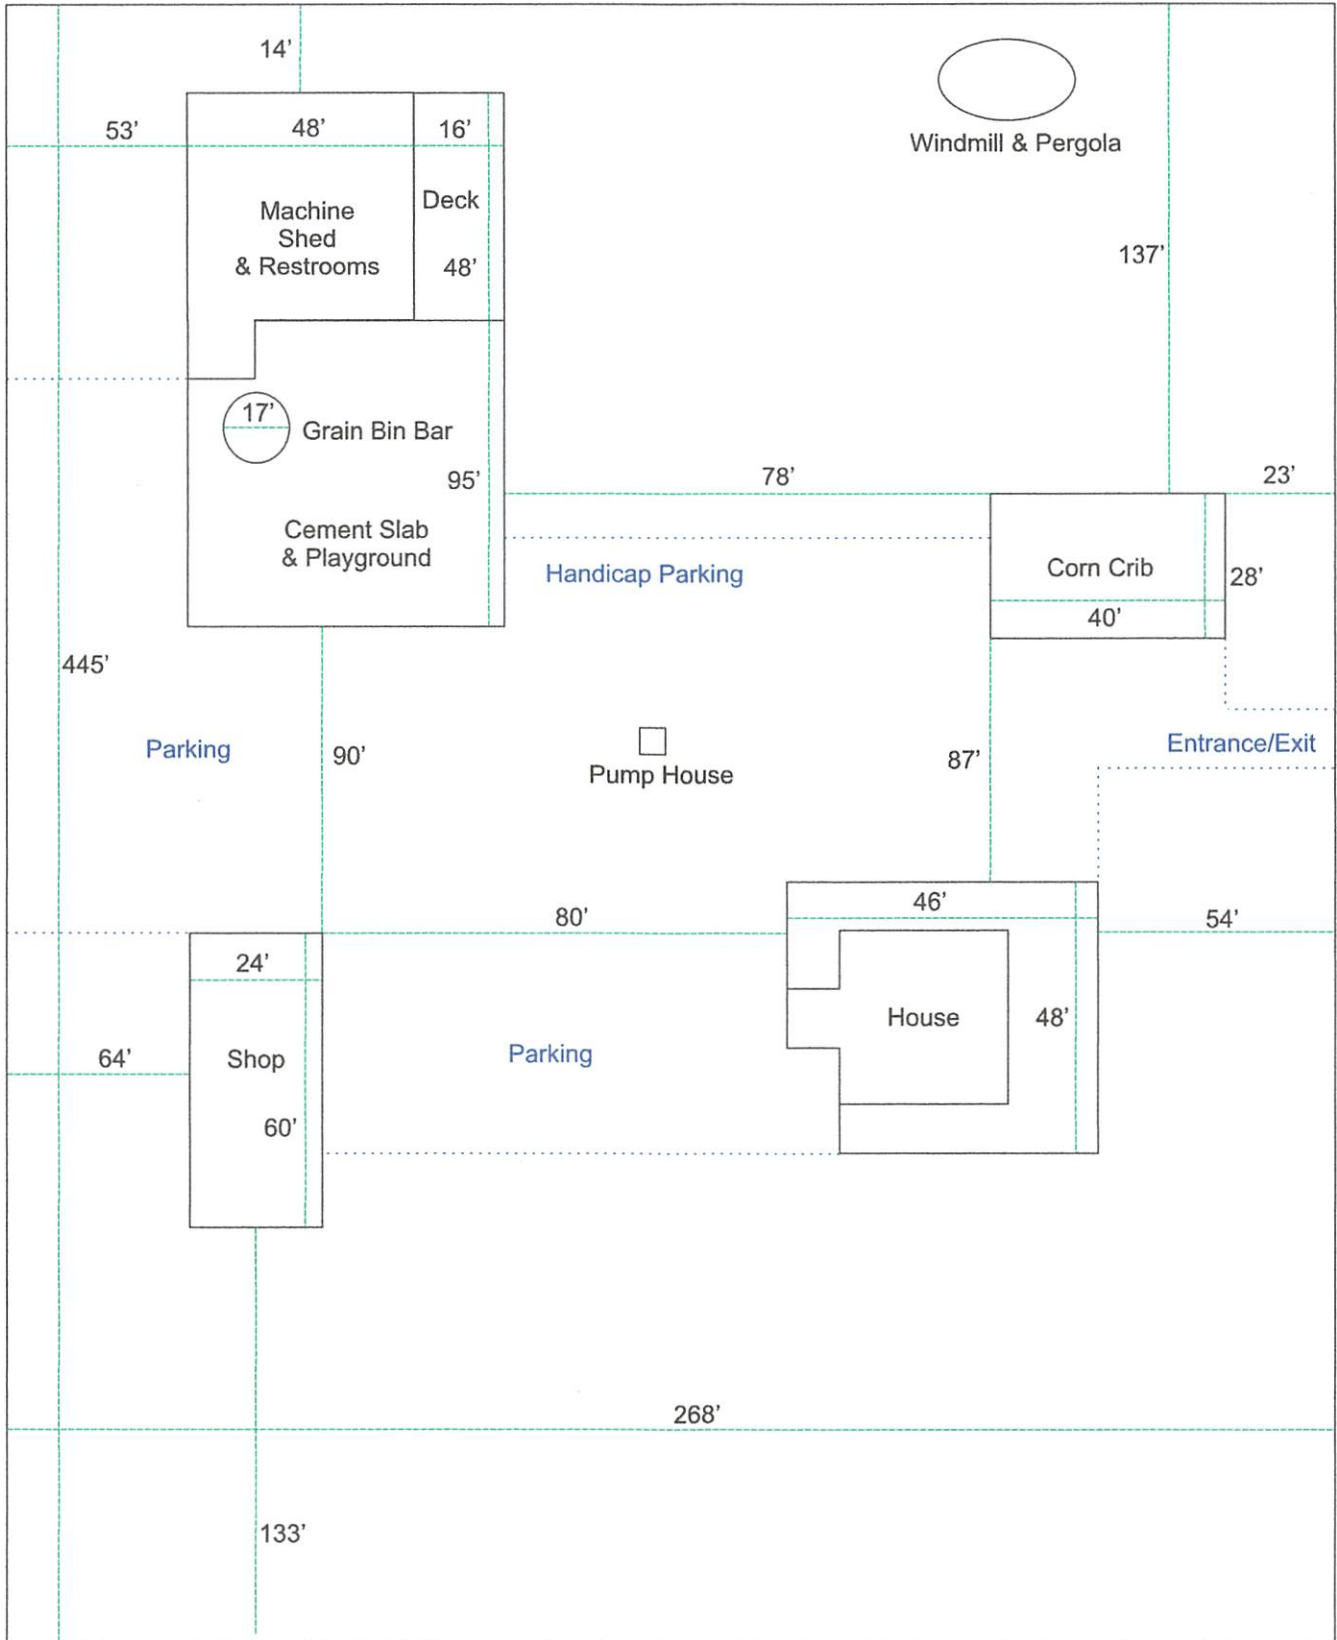 14’
53’
48’
16’
Windmill & Pergola
Deck
Machine
Shed
& Restrooms
48’
137’
17’
Grain Bin Bar
95’
78’
23’
Cement Slab
& Playground
Handicap Parking
Corn Crib
28’
40’
445’
Parking
90’
Pump House
87’
Entrance/Exit
46’
80’
54’
24’
House
48’
64’
Shop
Parking
60’
268’
133’